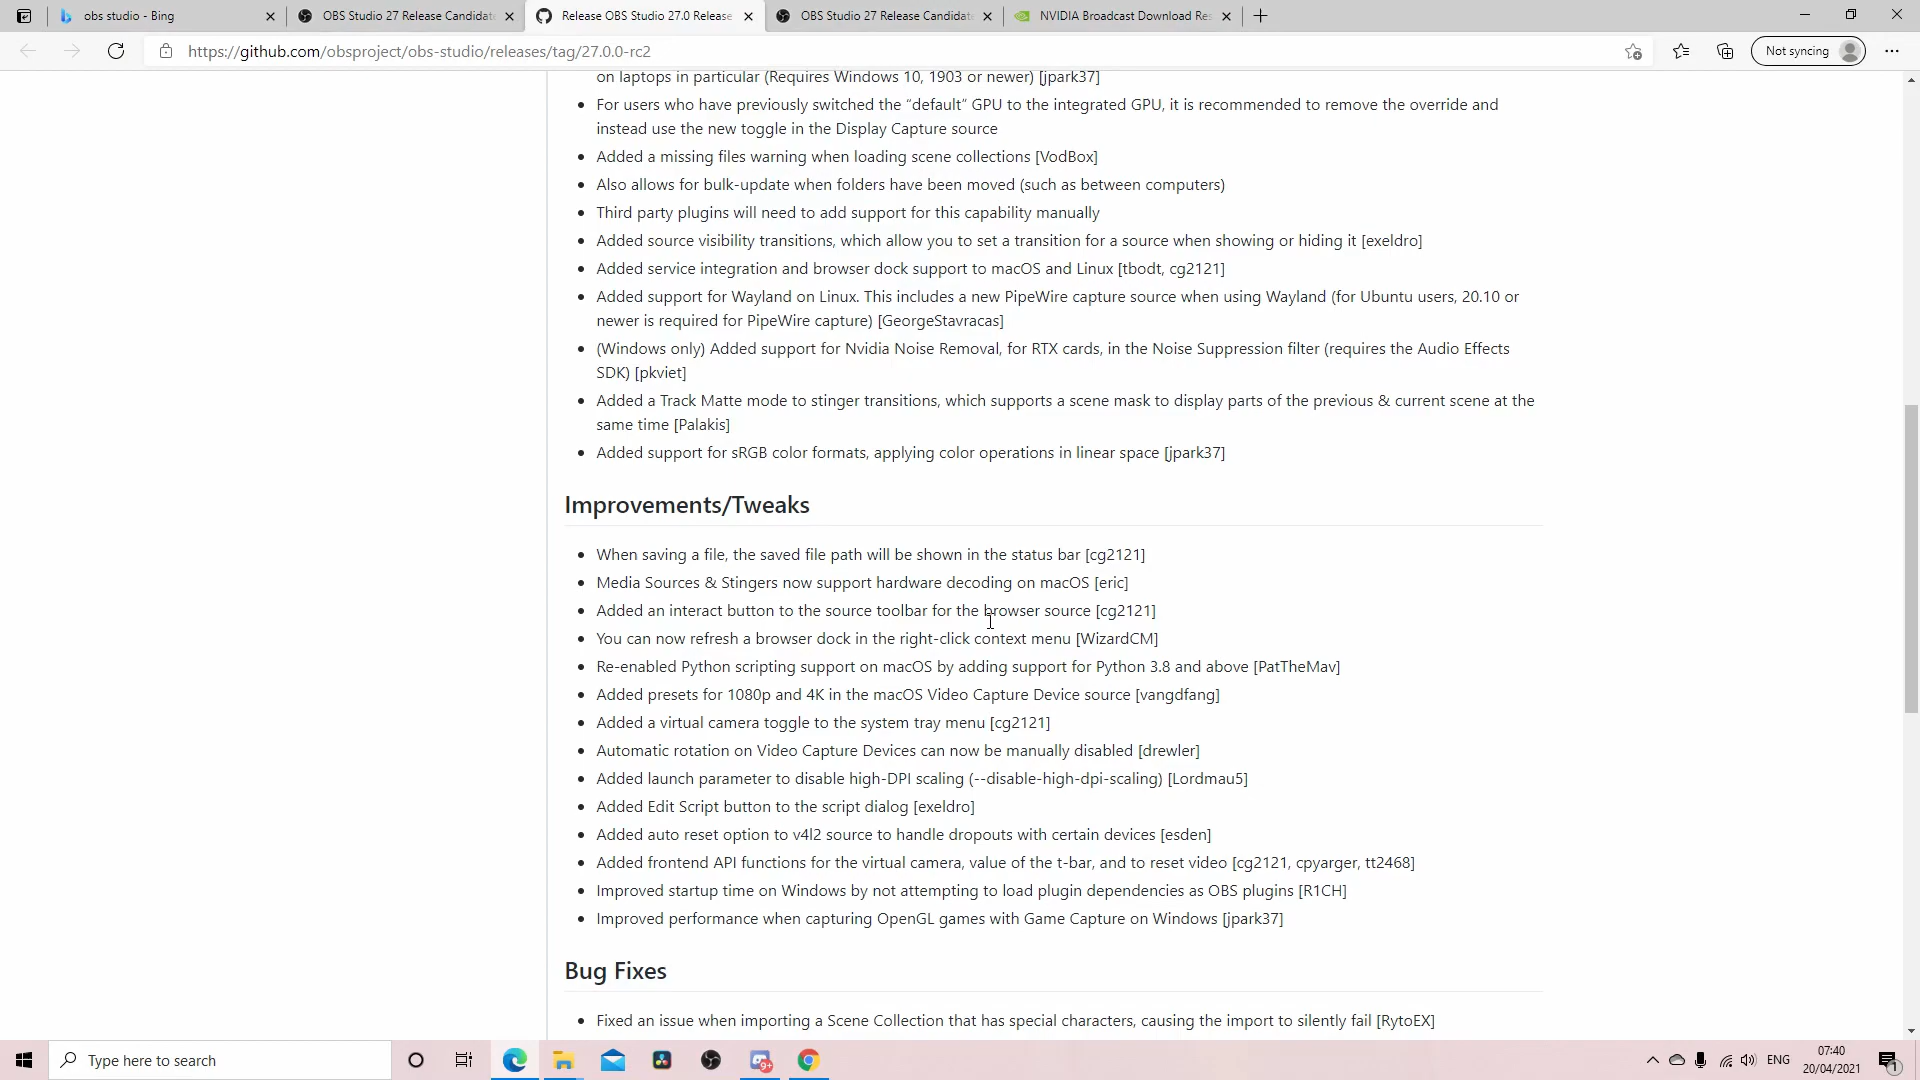 obs studio - Bing
OBS Studio 27 Release Candidat
Release OBS Studio 27.0 Release
OBS Studio 27 Release Candidat
NVIDIA Broadcast Download Res
https://github.com/obsproject/obs-studio/releases/tag/27.0.0-rc2
Not syncing
on laptops in particular (Requires Windows 10, 1903 or newer) [jpark37]
For users who have previously switched the “default” GPU to the integrated GPU, it is recommended to remove the override and
instead use the new toggle in the Display Capture source
Added a missing files warning when loading scene collections [VodBox]
Also allows for bulk-update when folders have been moved (such as between computers)
Third party plugins will need to add support for this capability manually
Added source visibility transitions, which allow you to set a transition for a source when showing or hiding it [exeldro]
Added service integration and browser dock support to macOS and Linux [tbodt, cg2121]
Added support for Wayland on Linux. This includes a new PipeWire capture source when using Wayland (for Ubuntu users, 20.10 or
newer is required for PipeWire capture) [GeorgeStavracas]
(Windows only) Added support for Nvidia Noise Removal, for RTX cards, in the Noise Suppression filter (requires the Audio Effects
SDK) [pkviet]
Added a Track Matte mode to stinger transitions, which supports a scene mask to display parts of the previous & current scene at the
same time [Palakis]
Added support for sRGB color formats, applying color operations in linear space [jpark37]
Improvements/Tweaks
When saving a file, the saved file path will be shown in the status bar [cg2121]
Media Sources & Stingers now support hardware decoding on macOS [eric]
Added an interact button to the source toolbar for the browser source [cg2121]
You can now refresh a browser dock in the right-click context menu [WizardCM]
Re-enabled Python scripting support on macOS by adding support for Python 3.8 and above [PatTheMav]
Added presets for 1080p and 4K in the macOS Video Capture Device source [vangdfang]
Added a virtual camera toggle to the system tray menu [cg2121]
Automatic rotation on Video Capture Devices can now be manually disabled [drewler]
Added launch parameter to disable high-DPI scaling (--disable-high-dpi-scaling) [Lordmau5]
Added Edit Script button to the script dialog [exeldro]
Added auto reset option to v4l2 source to handle dropouts with certain devices [esden]
Added frontend API functions for the virtual camera, value of the t-bar, and to reset video [cg2121, cpyarger, tt2468]
Improved startup time on Windows by not attempting to load plugin dependencies as OBS plugins [R1CH]
Improved performance when capturing OpenGL games with Game Capture on Windows [jpark37]
Bug Fixes
Fixed an issue when importing a Scene Collection that has special characters, causing the import to silently fail [RytoEX]
Type here to search
9+
ENG
07:40
20/04/2021
1